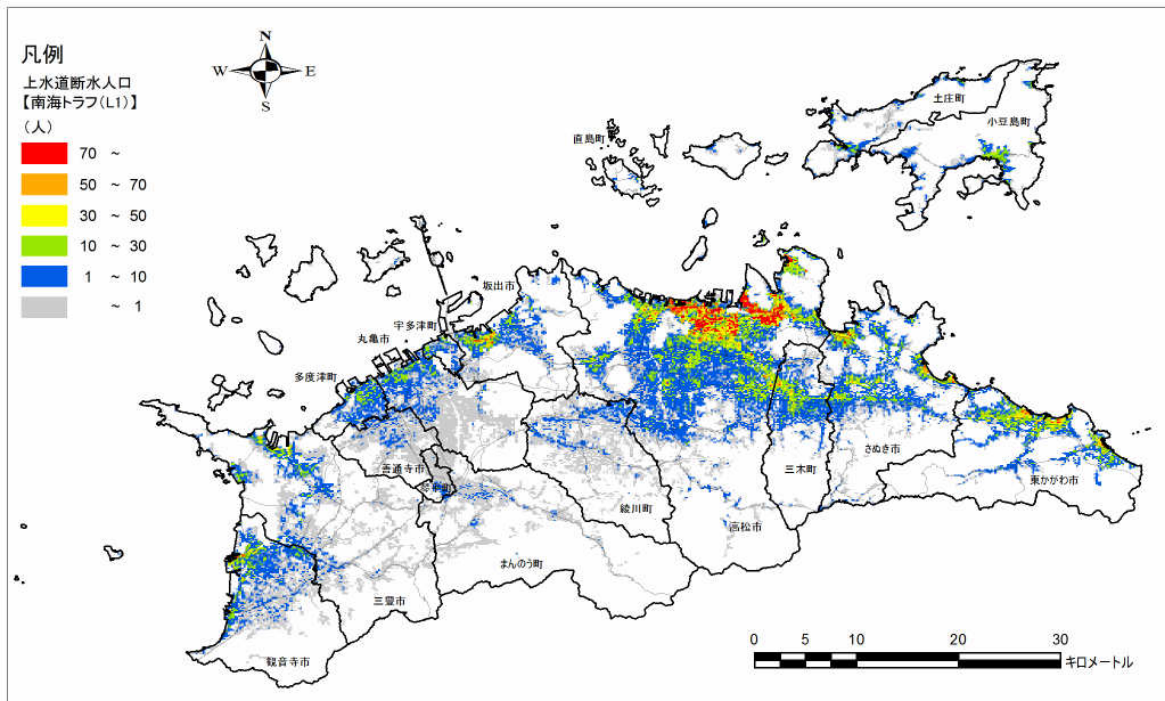 凡例
上水道断水人口
【南海トラフ(L1)】
(人)
70 ~
50 ~ 70
30 ~ 50
10 ~ 30
1 ~ 10
~ 1
N
W E
S
土庄町
小豆島町
直島町
坂出市
宇多津町
丸亀市
多度津町
善通寺市
琴平町
さぬき市
三木町
東かがわ市
綾川町
高松市
まんのう町
三豊市
観音寺市
0 5 10 20 30
キロメートル